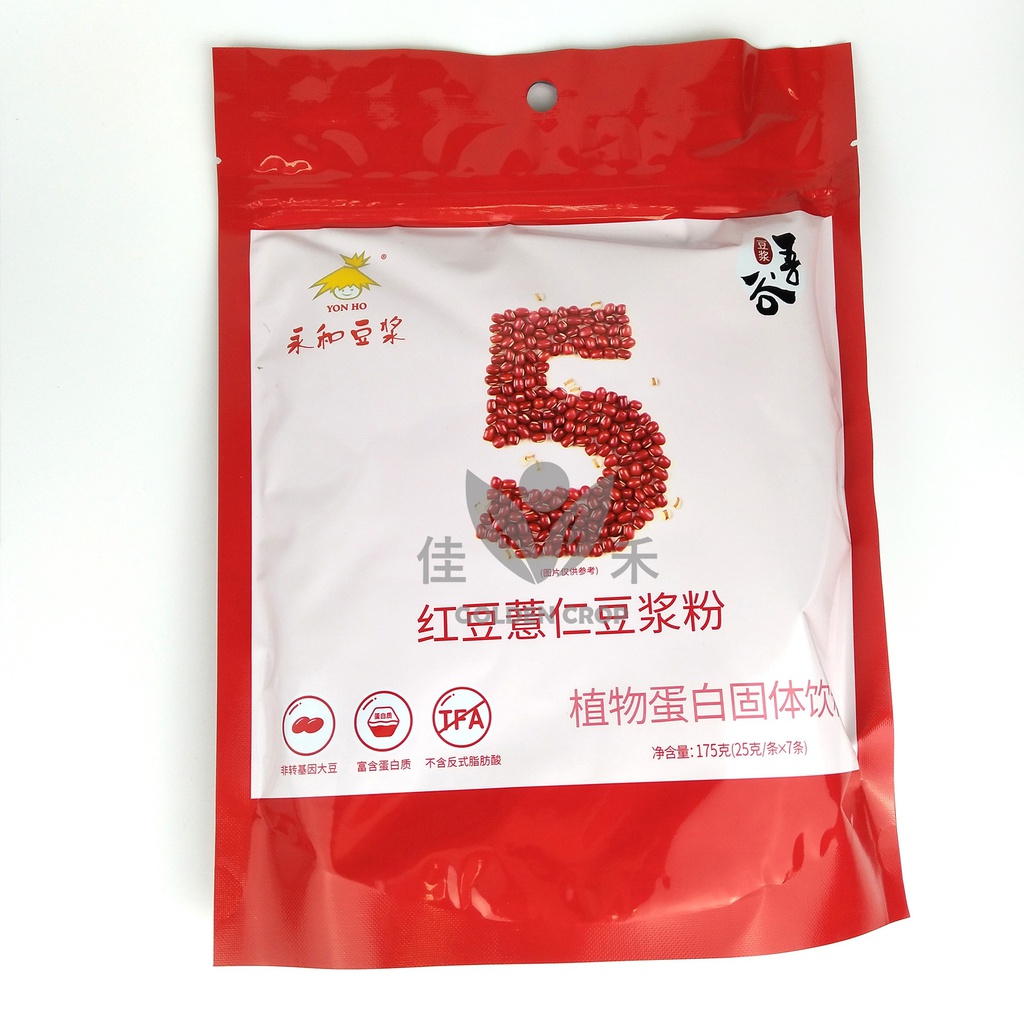 YON HO
永和豆浆
豆浆
吾谷
佳禾
GOLDEN CROP
(图片仅供参考)
红豆薏仁豆浆粉
植物蛋白固体饮
净含量:175克(25克/条×7条)
蛋白质
TFA
非转基因大豆
富含蛋白质
不含反式脂肪酸